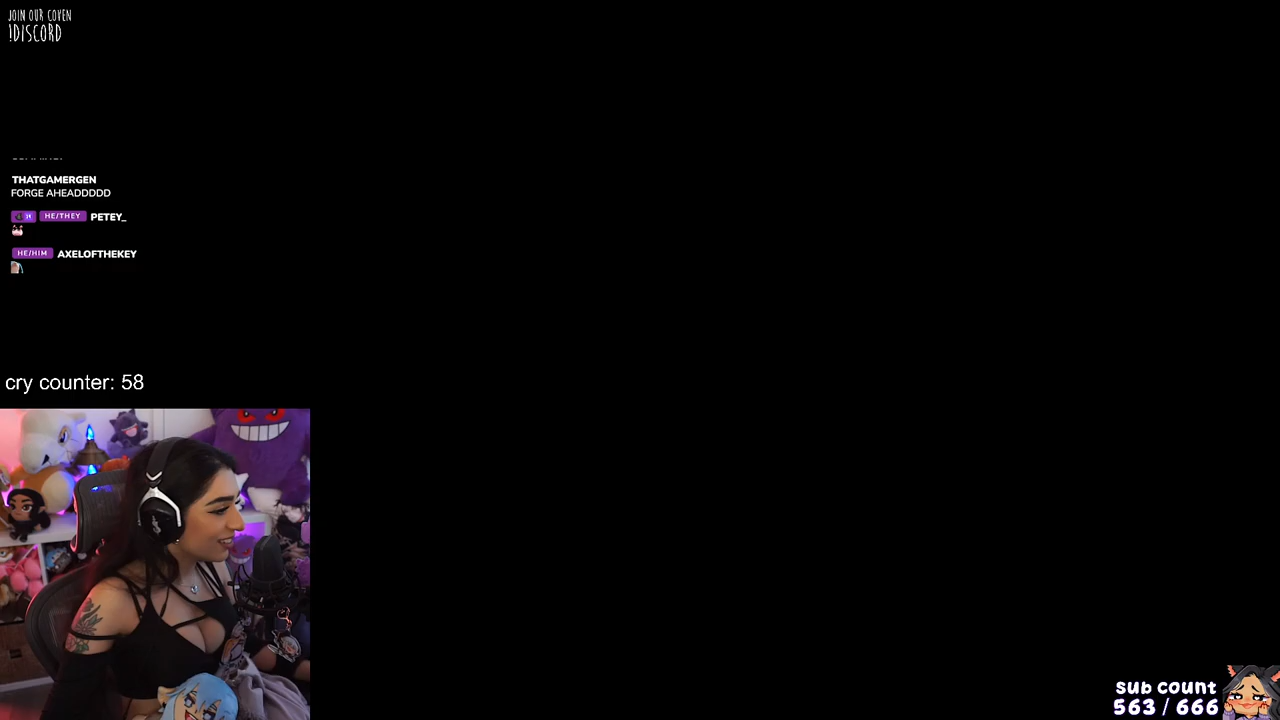 JOIN OUR COVEN
!DISCORD
THATGAMERGEN
FORGE AHEADDDDD
HE/THEY PETEY_
HE/HIM AXELOFTHEKEY
cry counter: 58
sub count
563 / 666